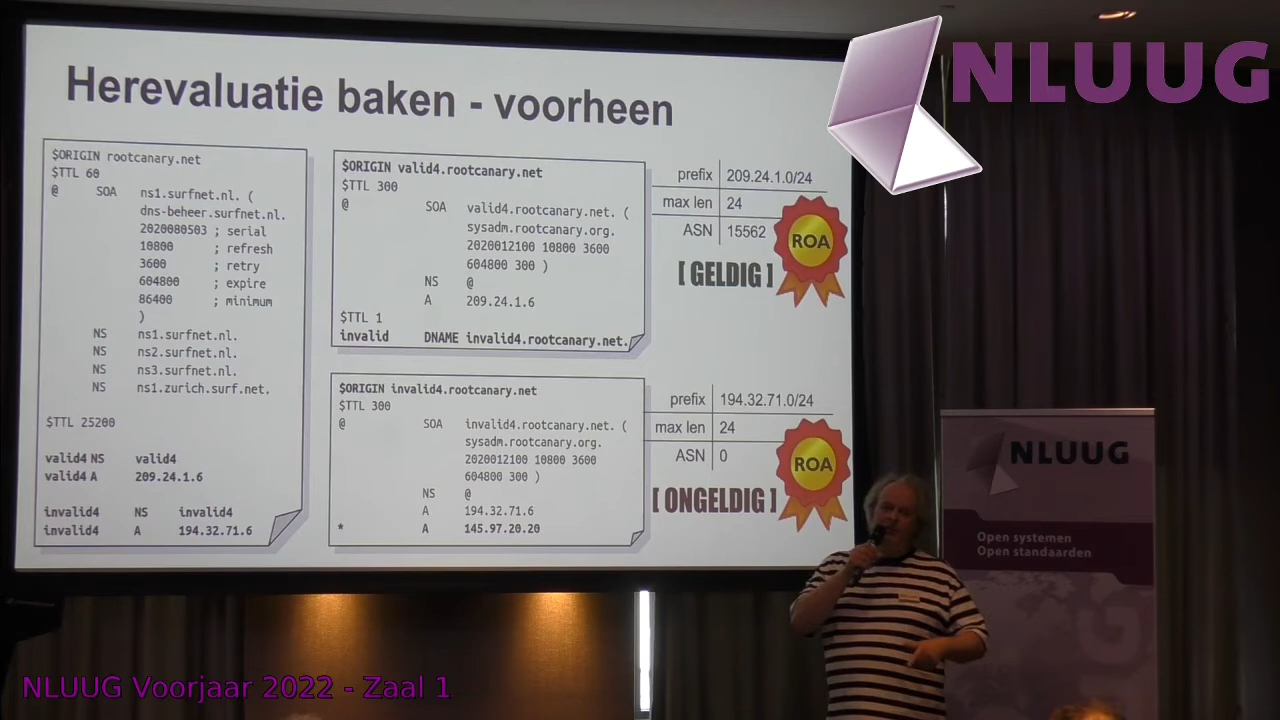 Herevaluatie baken - voorheen
$ORIGIN rootcanary.net
$TTL 60
@ SOA ns1.surfnet.nl. (
dns-beheer.surfnet.nl.
2020080503 ; serial
10800 ; refresh
3600 ; retry
604800 ; expire
86400 ; minimum
)
NS ns1.surfnet.nl.
NS ns2.surfnet.nl.
NS ns3.surfnet.nl.
NS ns1.zurich.surf.net.
$TTL 25200
valid4 NS valid4
valid4 A 209.24.1.6
invalid4 NS invalid4
invalid4 A 194.32.71.6
$ORIGIN valid4.rootcanary.net
$TTL 300
@ SOA valid4.rootcanary.net. (
sysadm.rootcanary.org.
2020012100 10800 3600
604800 300 )
NS @
A 209.24.1.6
$TTL 1
invalid DNAME invalid4.rootcanary.net.
prefix 209.24.1.0/24
max len 24
ASN 15562
ROA
[ GELDIG ]
$ORIGIN invalid4.rootcanary.net
$TTL 300
@ SOA invalid4.rootcanary.net. (
sysadm.rootcanary.org.
2020012100 10800 3600
604800 300 )
NS @
A 194.32.71.6
* A 145.97.20.20
prefix 194.32.71.0/24
max len 24
ASN 0
ROA
[ ONGELDIG ]
NLUUG
NLUUG
Open systemen
Open standaarden
NLUUG Voorjaar 2022 - Zaal 1